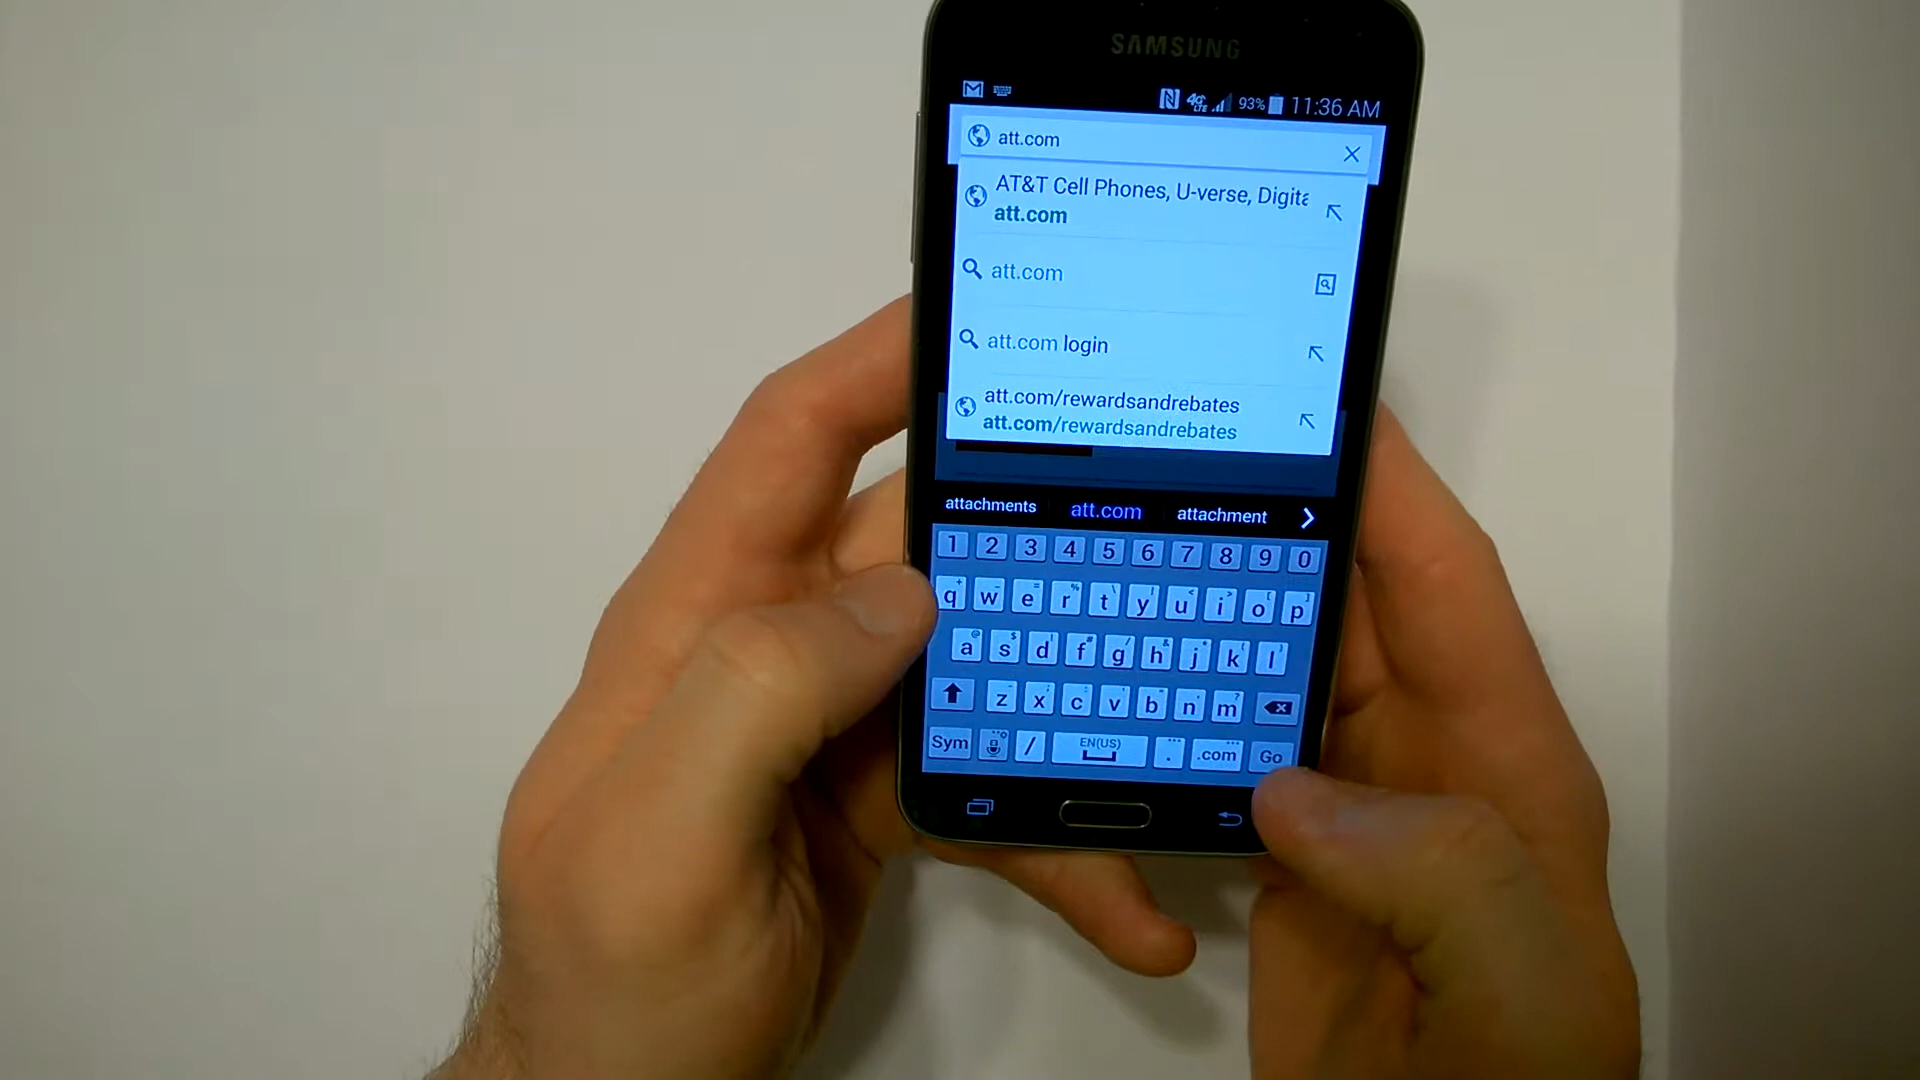 SAMSUNG
4G LTE 93% 11:36 AM
att.com
AT&T Cell Phones, U-verse, Digita
att.com
att.com
att.com login
att.com/rewardsandrebates
att.com/rewardsandrebates
attachments att.com attachment
1 2 3 4 5 6 7 8 9 0
q w e r t y u i o p
a s d f g h j k l
z x c v b n m
Sym / EN(US) . .com Go